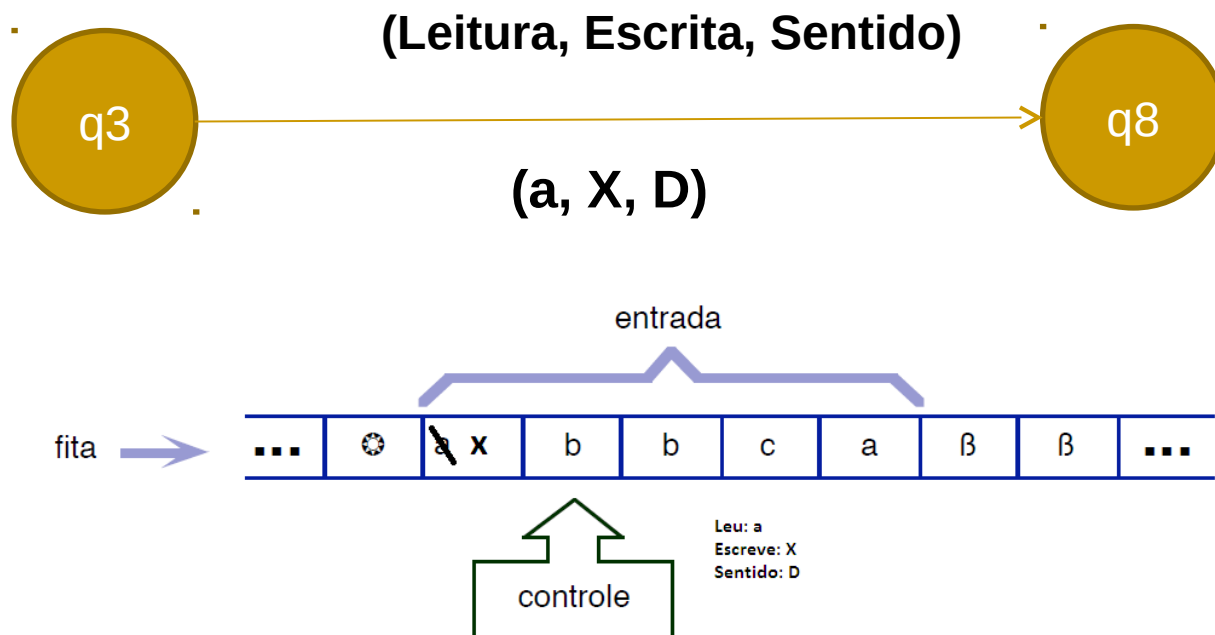 (Leitura, Escrita, Sentido)
q3 q8
(a, X, D)
entrada
fita ... ❂ a x b b c a ß ß ...
Leu: a
Escreve: X
Sentido: D
controle